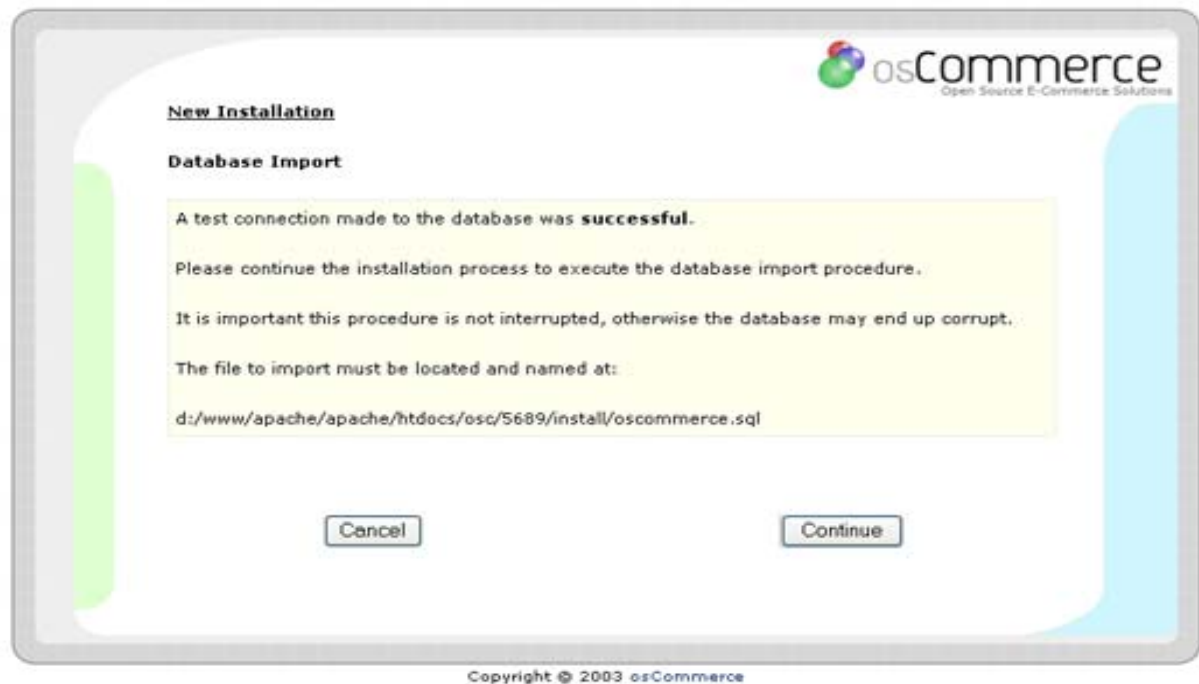 osCommerce
Open Source E-Commerce Solutions
New Installation
Database Import
A test connection made to the database was successful.
Please continue the installation process to execute the database import procedure.
It is important this procedure is not interrupted, otherwise the database may end up corrupt.
The file to import must be located and named at:
d:/www/apache/apache/htdocs/osc/5689/install/oscommerce.sql
Cancel
Continue
Copyright © 2003 osCommerce